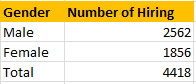 Gender Number of Hiring
Male 2562
Female 1856
Total 4418